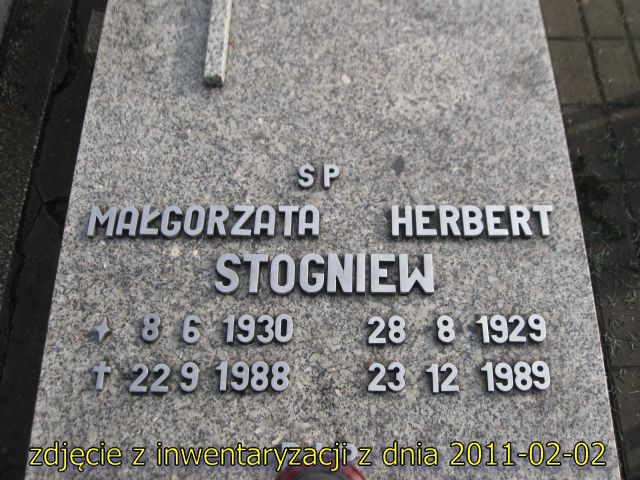 S P
MAŁGORZATA HERBERT
STOGNIEW
8 6 1930 28 8 1929
22 9 1988 23 12 1989
zdjęcie z inwentaryzacji z dnia 2011-02-02